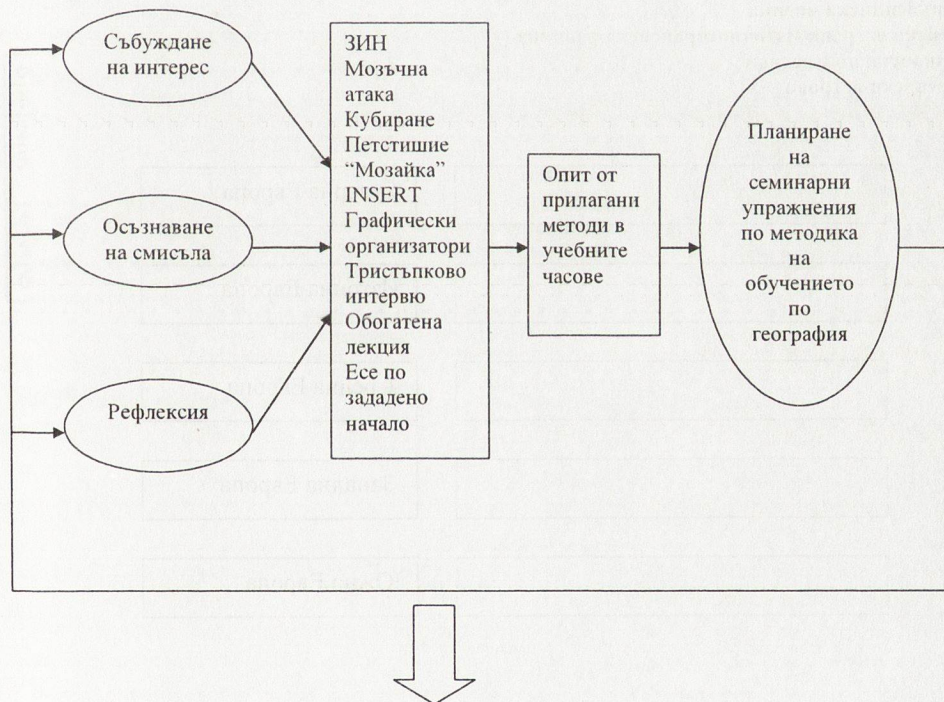 Събуждане
на интерес
Осъзнаване
на смисъла
Рефлексия
ЗИН
Мозъчна
атака
Кубиране
Петстишие
“Мозайка”
INSERT
Графически
организатори
Тристъпково
интервю
Обогатена
лекция
Есе по
зададено
начало
Опит от
прилагани
методи в
учебните
часове
Планиране
на
семинарни
упражнения
по методика
на
обучението
по
география